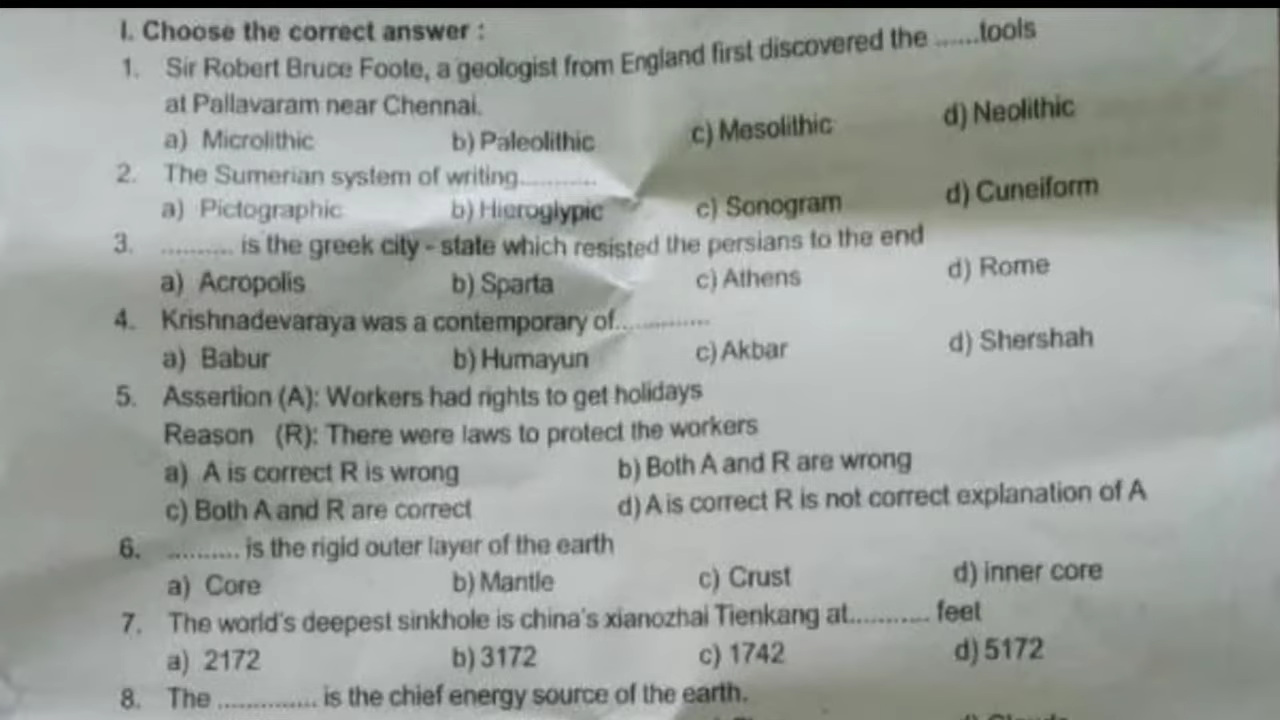 I. Choose the correct answer :
1. Sir Robert Bruce Foote, a geologist from England first discovered the ......tools
at Pallavaram near Chennai.
a) Microlithic b) Paleolithic c) Mesolithic d) Neolithic
2. The Sumerian system of writing............
a) Pictographic b) Hieroglypic c) Sonogram d) Cuneiform
3. .......... is the greek city - state which resisted the persians to the end
a) Acropolis b) Sparta c) Athens d) Rome
4. Krishnadevaraya was a contemporary of..............
a) Babur b) Humayun c) Akbar d) Shershah
5. Assertion (A): Workers had rights to get holidays
Reason (R): There were laws to protect the workers
a) A is correct R is wrong b) Both A and R are wrong
c) Both A and R are correct d) A is correct R is not correct explanation of A
6. .......... is the rigid outer layer of the earth
a) Core b) Mantle c) Crust d) inner core
7. The world's deepest sinkhole is china's xianozhai Tienkang at........... feet
a) 2172 b) 3172 c) 1742 d) 5172
8. The .............. is the chief energy source of the earth.